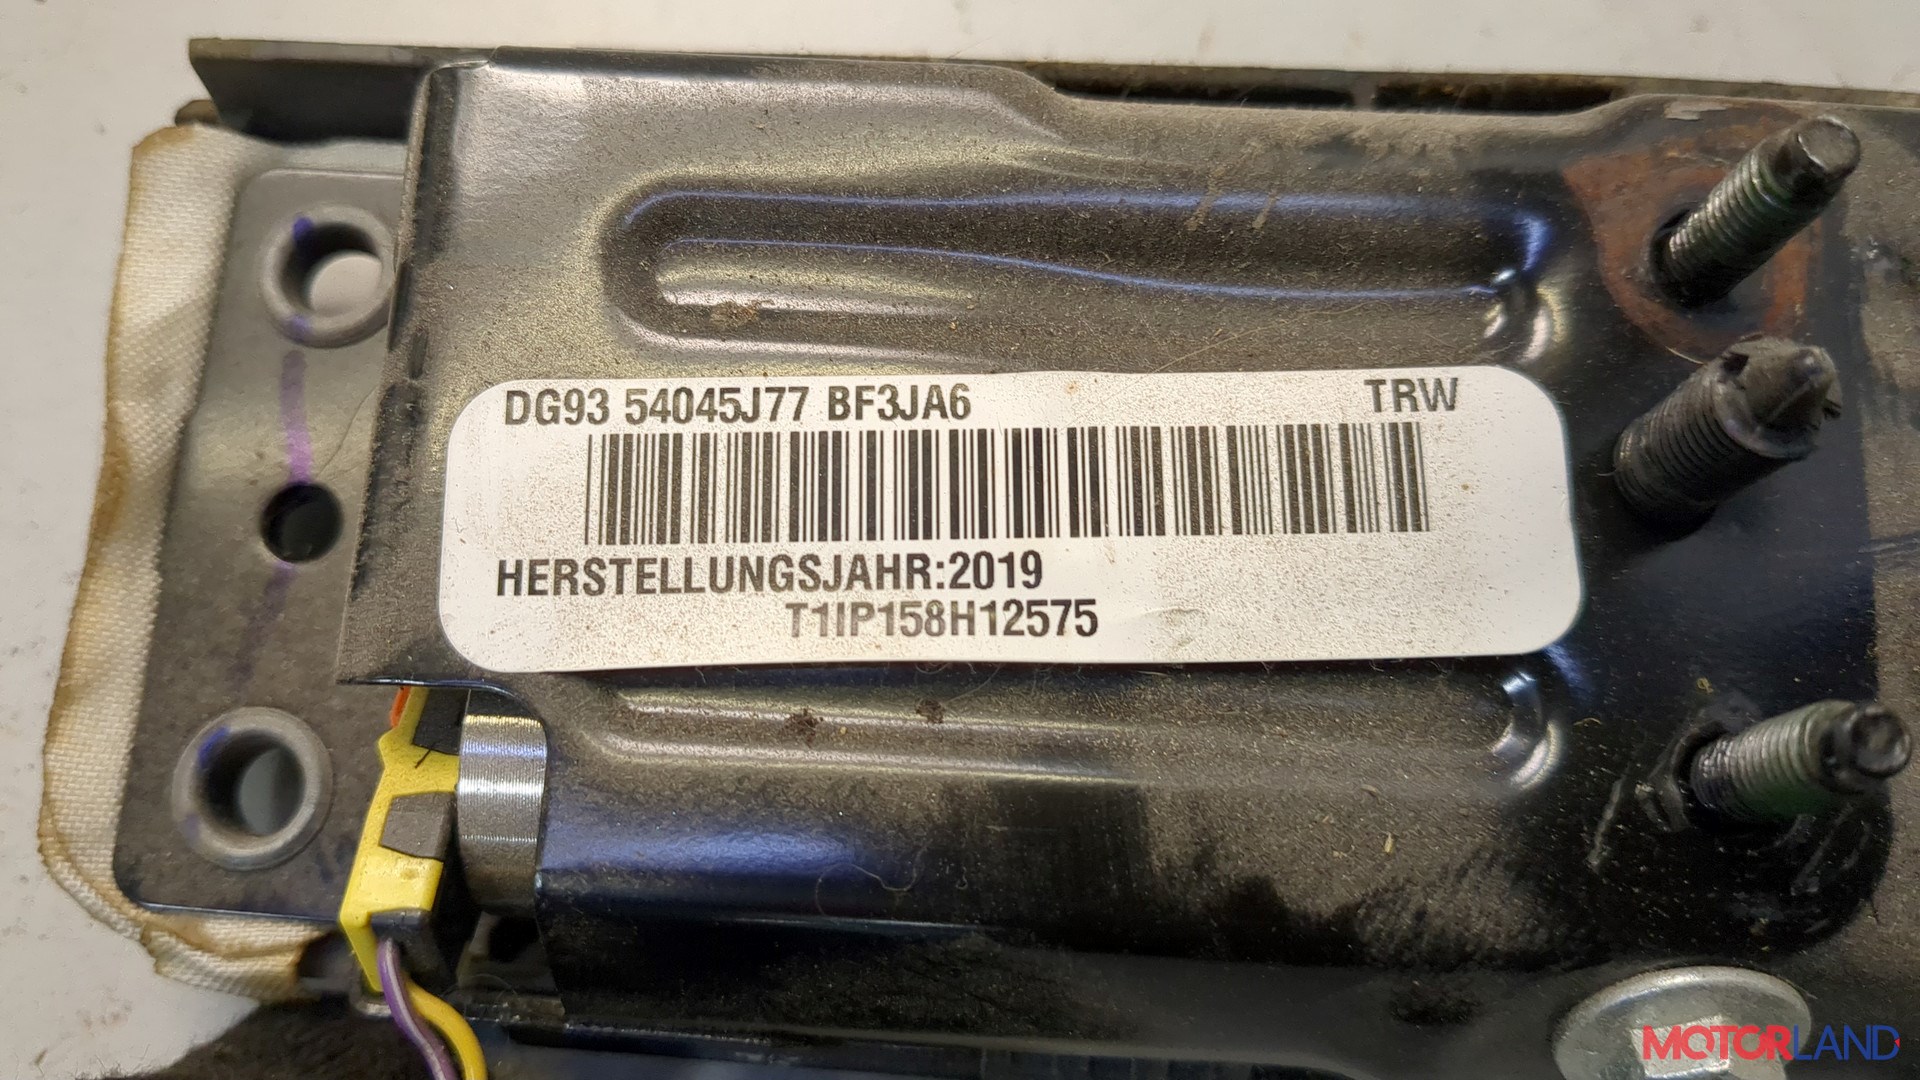 DG93 54045J77 BF3JA6 TRW
HERSTELLUNGSJAHR:2019
T1IP158H12575
MOTORLAND